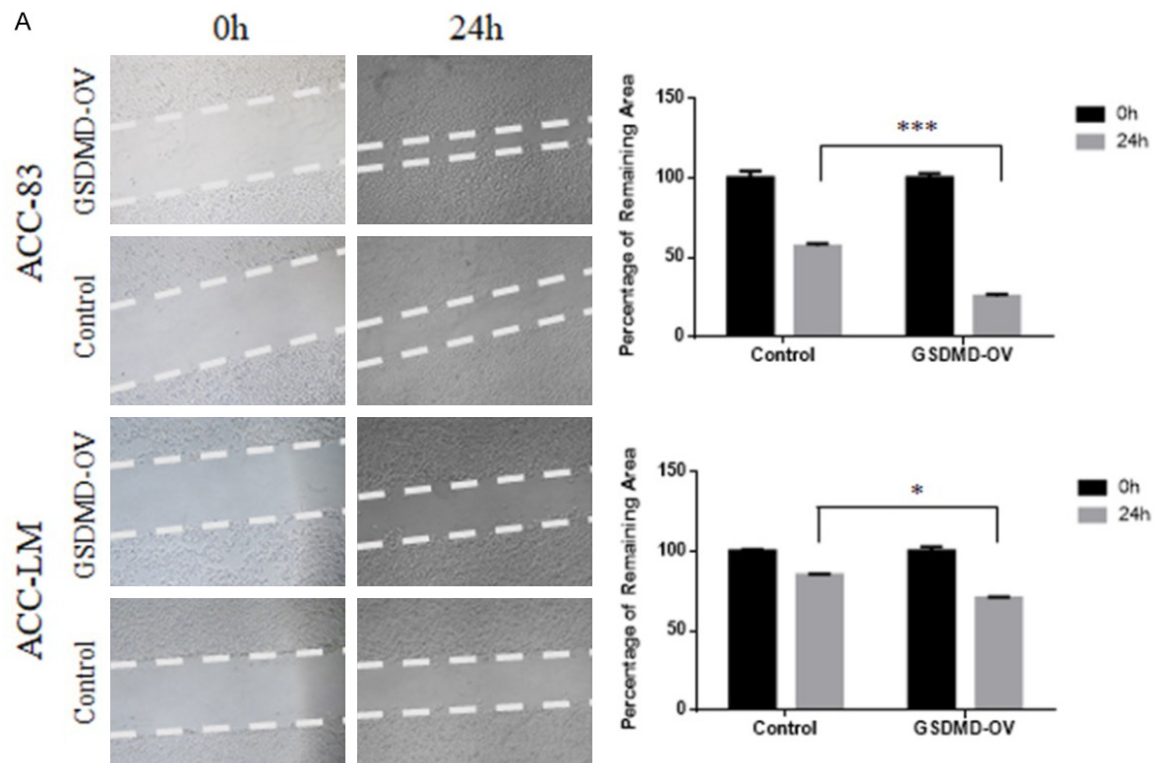 A
0h
24h
ACC-83
GSDMD-OV
Control
ACC-LM
GSDMD-OV
Control
Percentage of Remaining Area
150
100
50
0
***
0h
24h
Control
GSDMD-OV
Percentage of Remaining Area
150
100
50
0
*
0h
24h
Control
GSDMD-OV